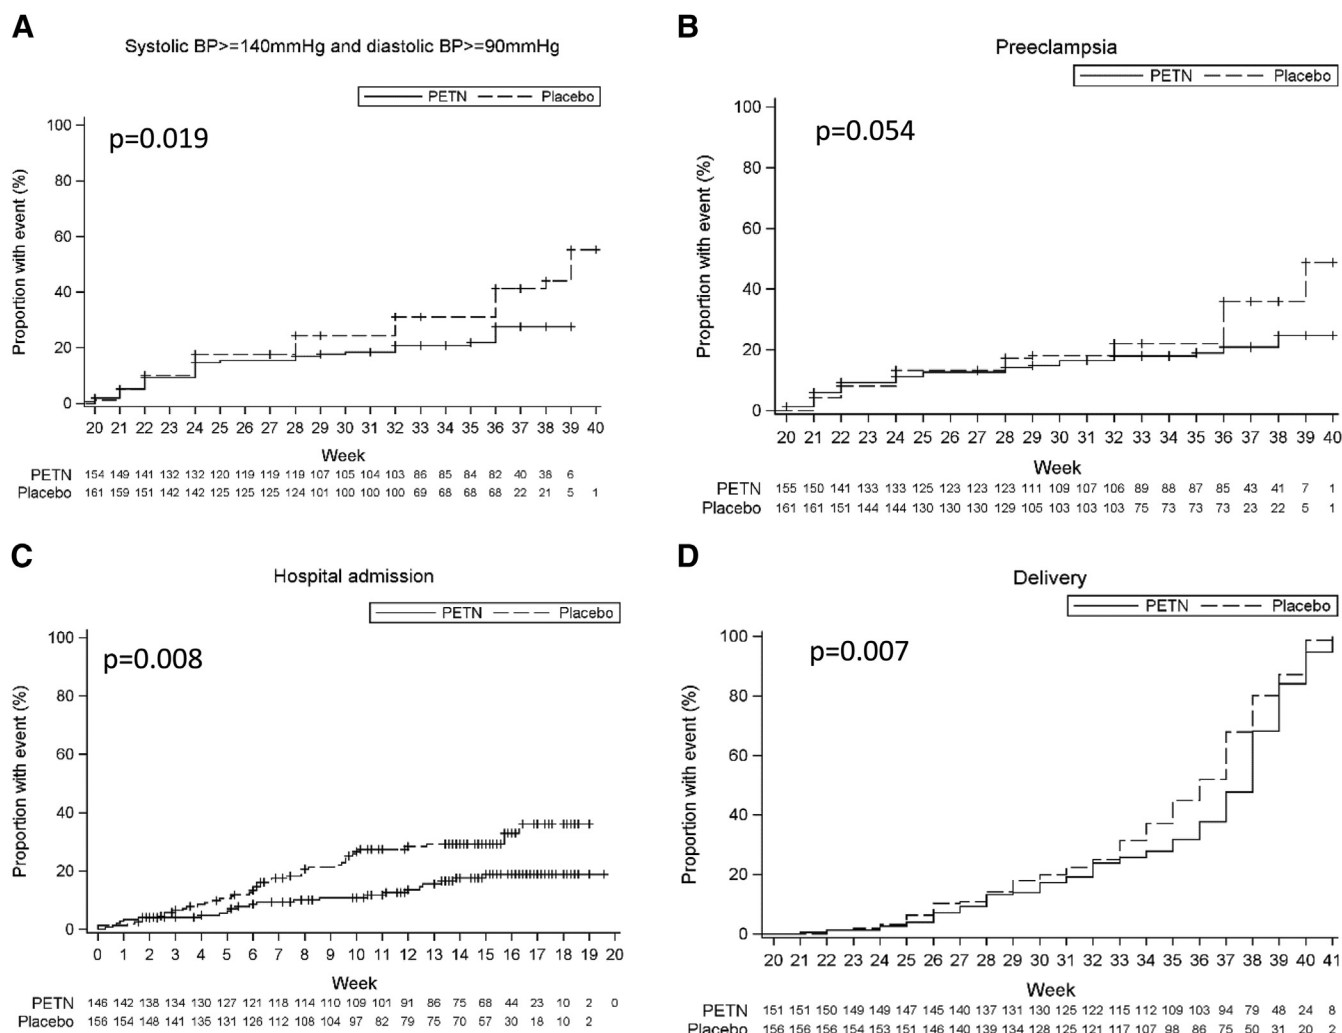 A
Systolic BP>=140mmHg and diastolic BP>=90mmHg
PETN Placebo
p=0.019
Proportion with event (%)
100
80
60
40
20
0
20 21 22 23 24 25 26 27 28 29 30 31 32 33 34 35 36 37 38 39 40
Week
PETN 154 149 141 132 132 120 119 119 119 107 105 104 103 86 85 84 82 40 38 6
Placebo 161 159 151 142 142 125 125 125 124 101 100 100 100 69 68 68 68 22 21 5 1
B
Preeclampsia
PETN Placebo
p=0.054
Proportion with event (%)
100
80
60
40
20
0
20 21 22 23 24 25 26 27 28 29 30 31 32 33 34 35 36 37 38 39 40
Week
PETN 155 150 141 133 133 125 123 123 123 111 109 107 106 89 88 87 85 43 41 7 1
Placebo 161 161 151 144 144 130 130 130 129 105 103 103 103 75 73 73 73 23 22 5 1
C
Hospital admission
PETN Placebo
p=0.008
Proportion with event (%)
100
80
60
40
20
0
0 1 2 3 4 5 6 7 8 9 10 11 12 13 14 15 16 17 18 19 20
Week
PETN 146 142 138 134 130 127 121 118 114 110 109 101 91 86 75 68 44 23 10 2 0
Placebo 156 154 148 141 135 131 126 112 108 104 97 82 79 75 70 57 30 18 10 2
D
Delivery
PETN Placebo
p=0.007
Proportion with event (%)
100
80
60
40
20
0
20 21 22 23 24 25 26 27 28 29 30 31 32 33 34 35 36 37 38 39 40 41
Week
PETN 151 151 150 149 149 147 145 140 137 131 130 125 122 115 112 109 103 94 79 48 24 8
Placebo 156 156 156 154 153 151 146 140 139 134 128 125 121 117 107 98 86 75 50 31 20 2